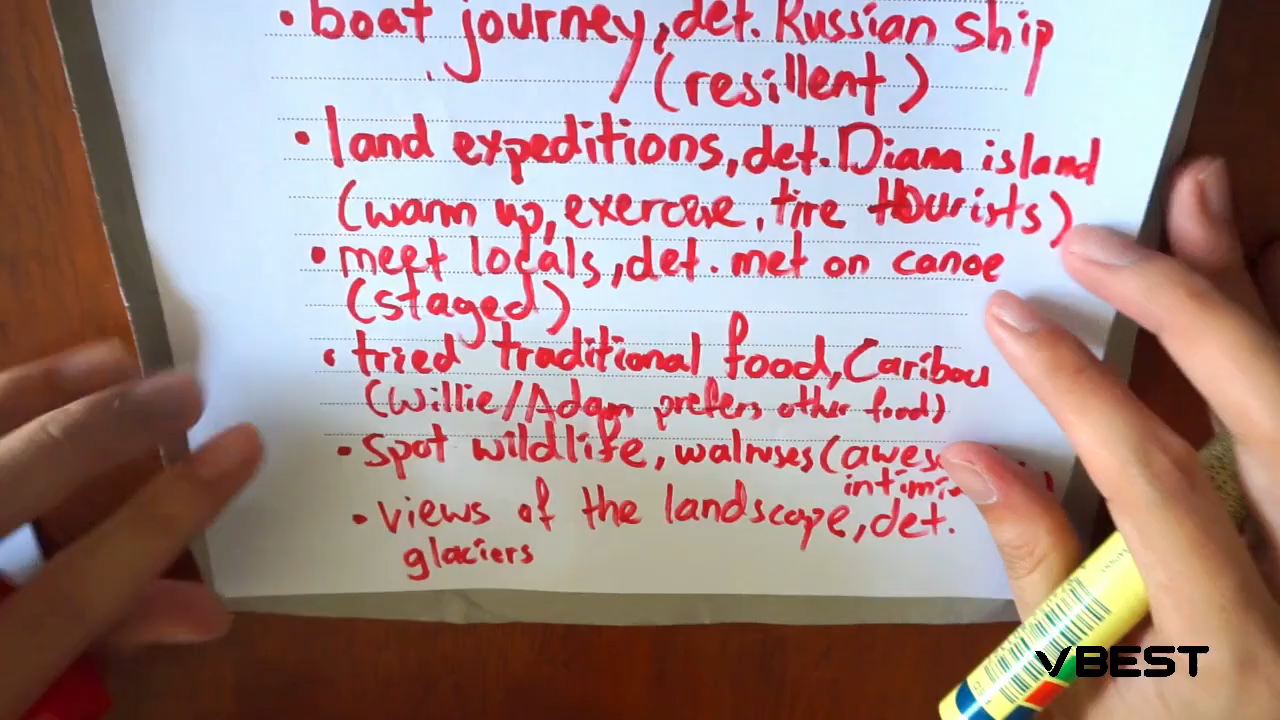 • boat journey, det. Russian ship
(resillent)
• land expeditions, det. Diana island
(warm up, exercise, tire tourists)
• meet locals, det. met on canoe
(staged)
• tried traditional food, Caribou
(Willie/Adam prefers other food)
• spot wildlife, walruses (awes
intimi
• views of the landscape, det.
glaciers
VBEST